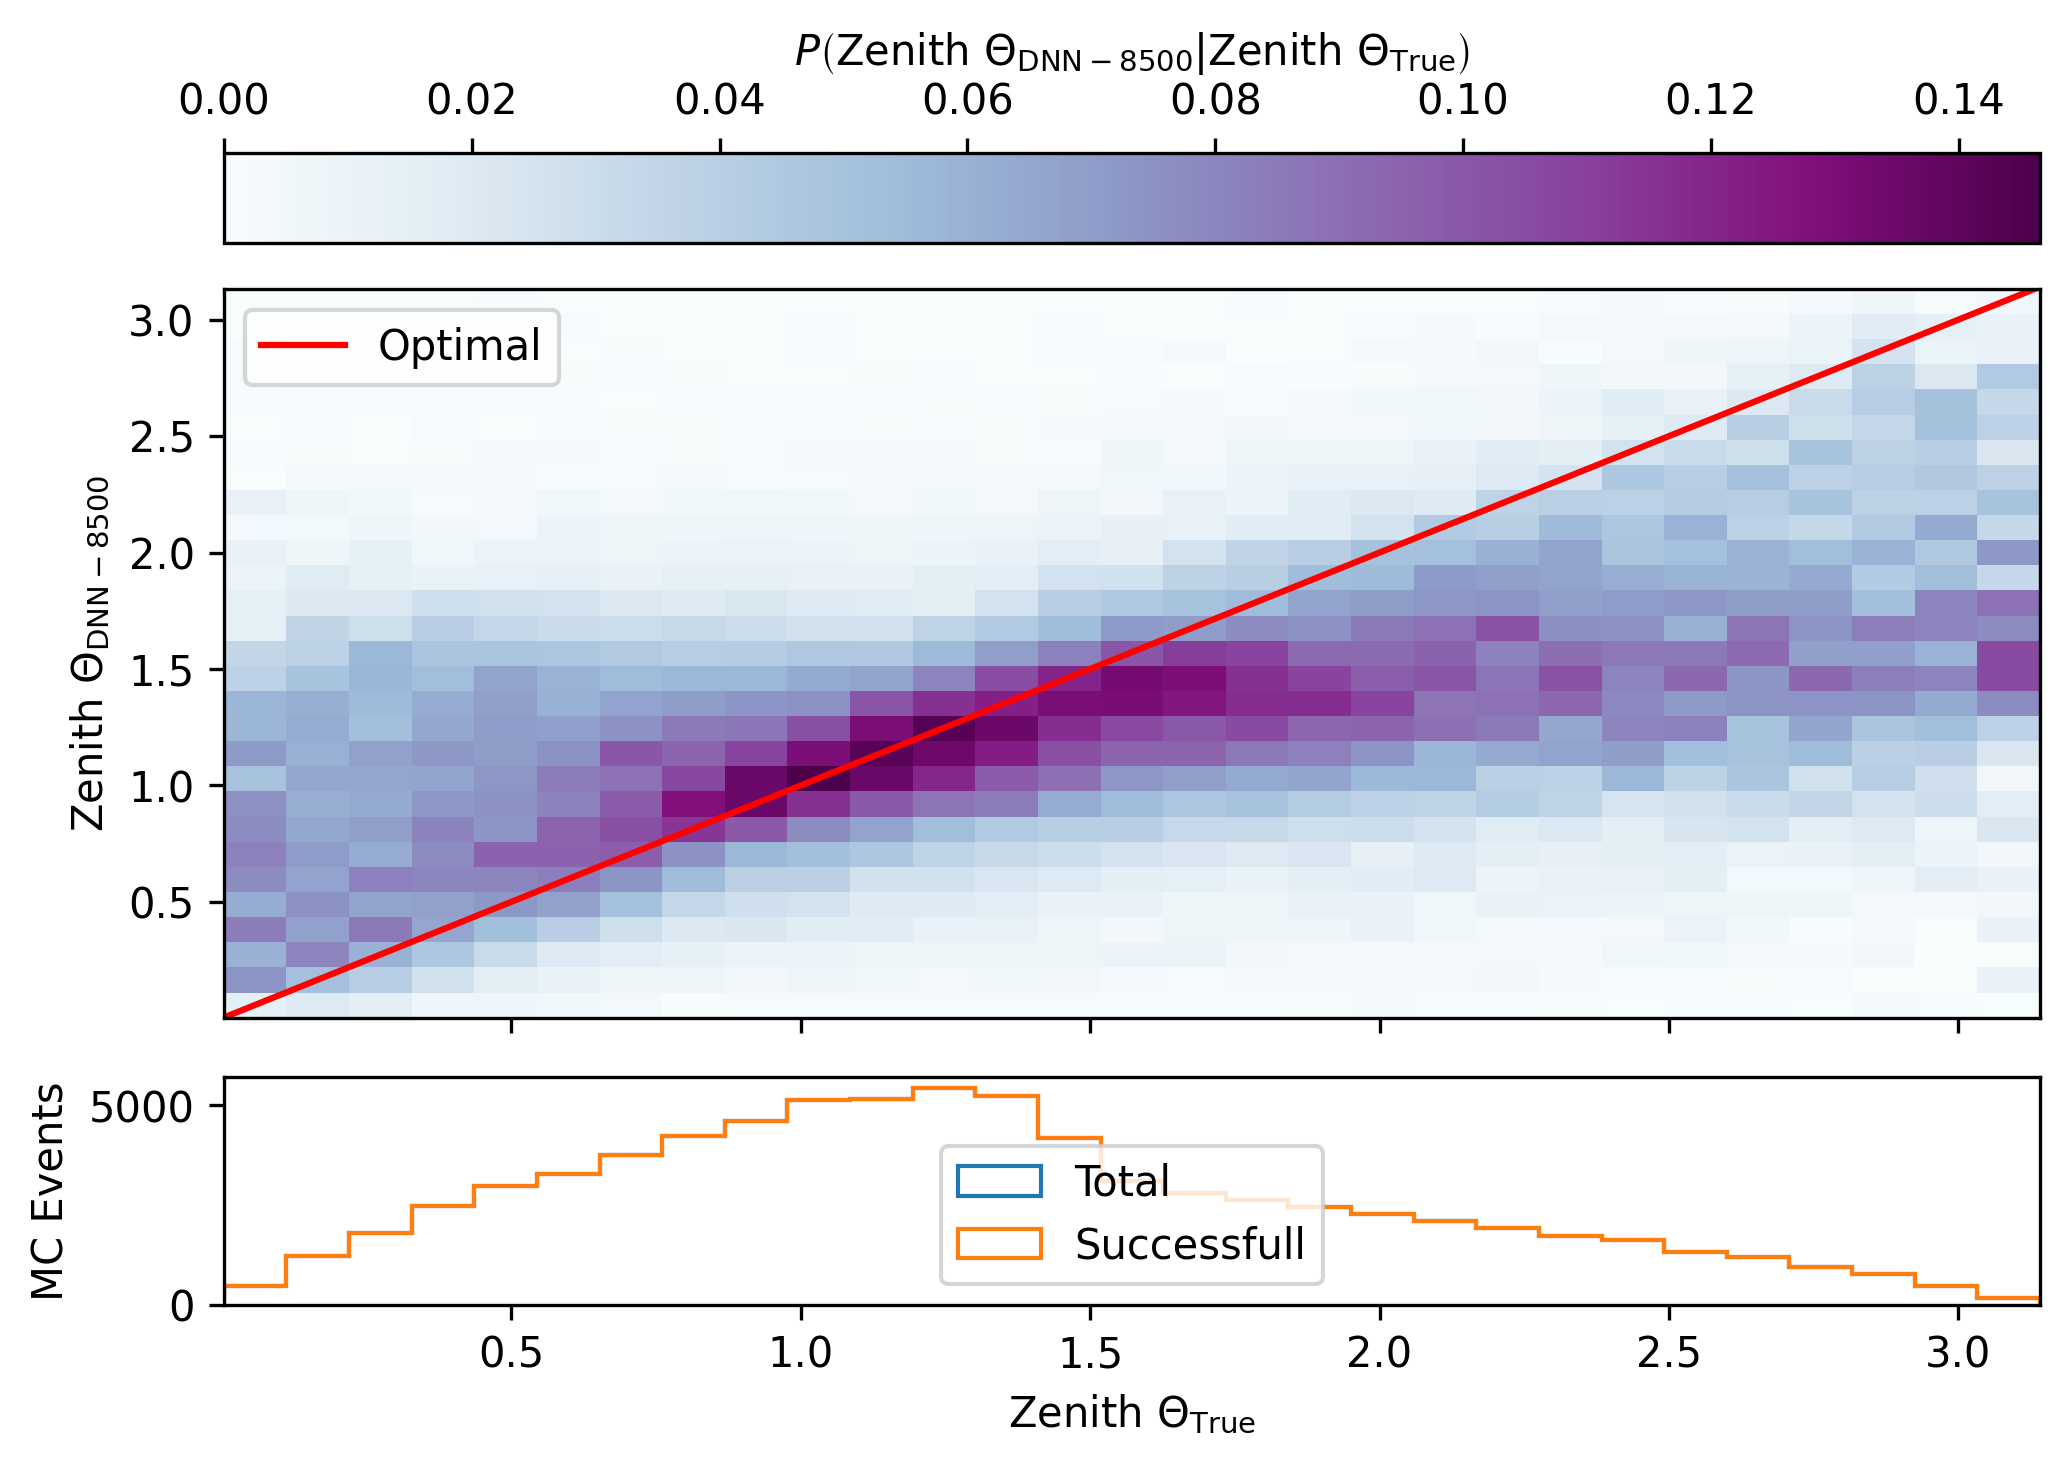 P(Zenith Θ_DNN−8500|Zenith Θ_True)
0.00 0.02 0.04 0.06 0.08 0.10 0.12 0.14
Optimal
Zenith Θ_DNN−8500
3.0
2.5
2.0
1.5
1.0
0.5
MC Events
5000
0
Total
Successfull
0.5 1.0 1.5 2.0 2.5 3.0
Zenith Θ_True